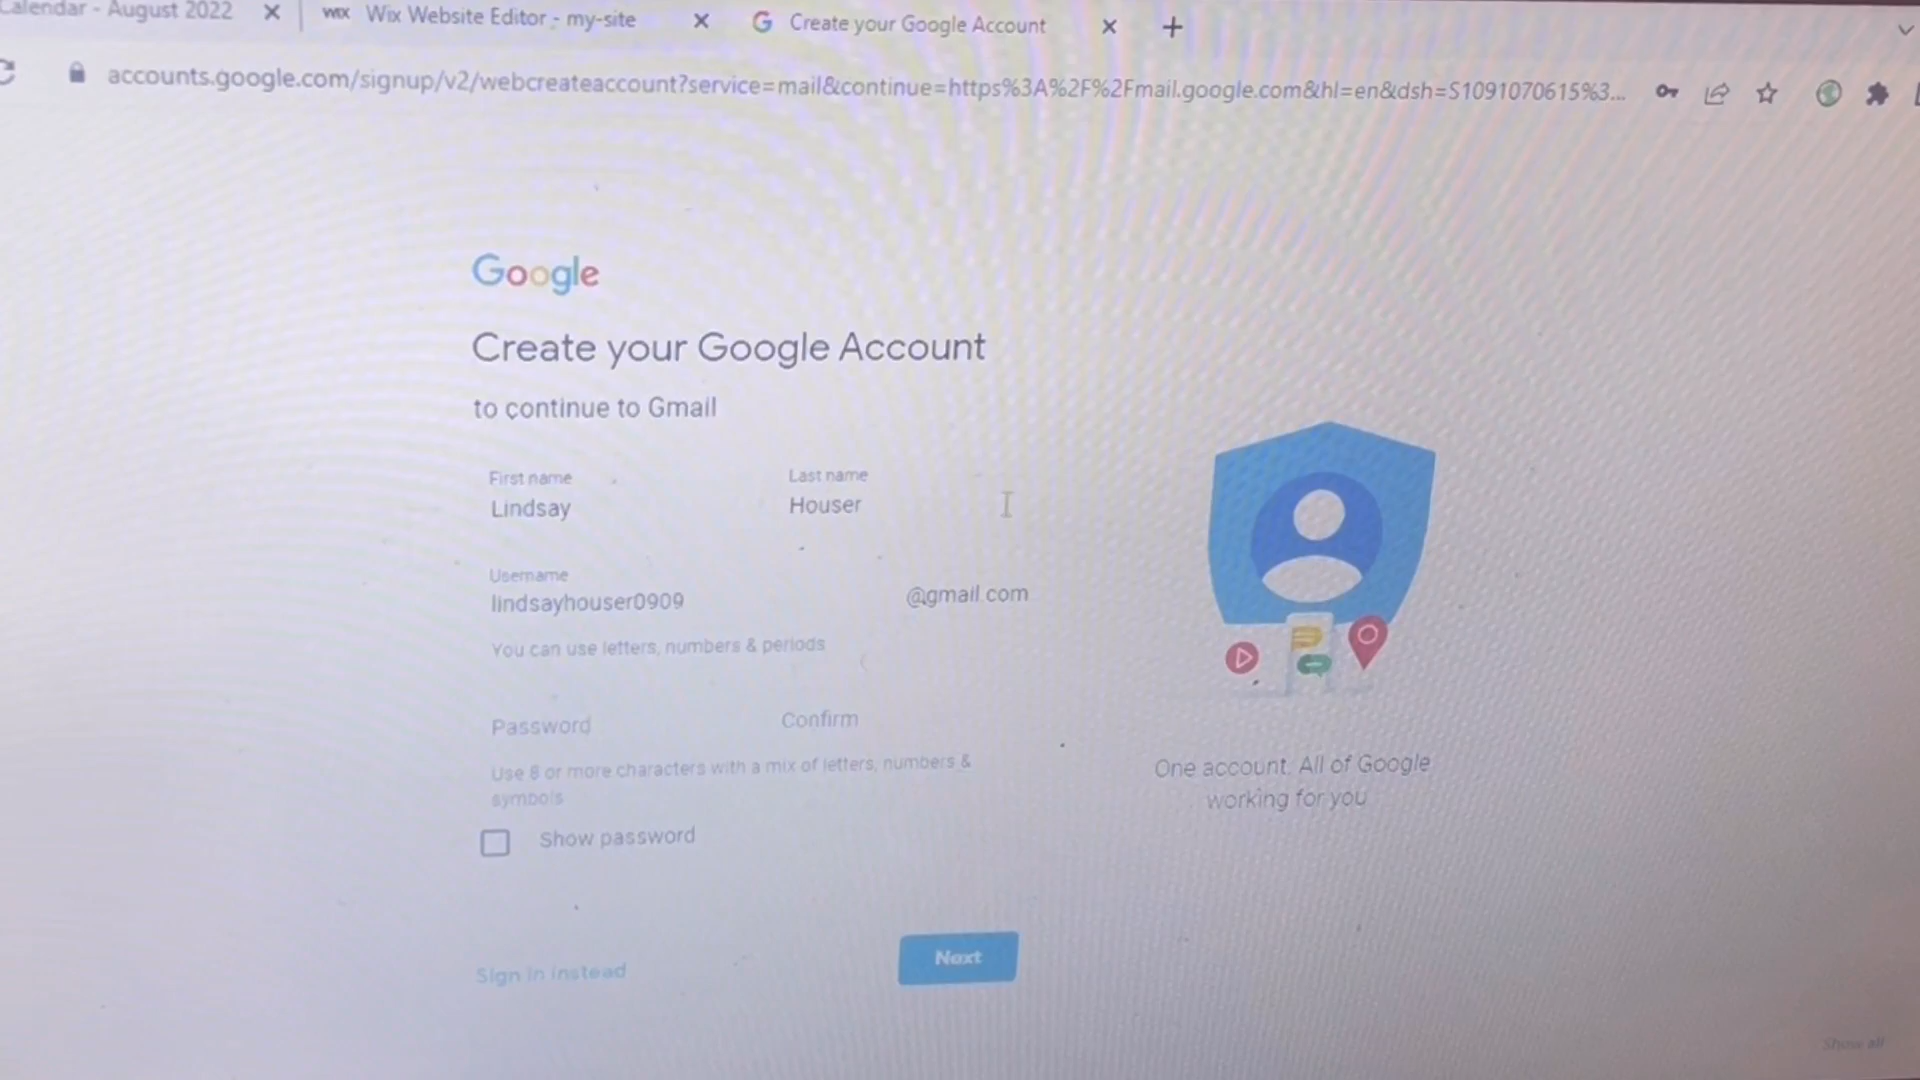 Calendar - August 2022
WIX Wix Website Editor - my-site
G Create your Google Account
accounts.google.com/signup/v2/webcreateaccount?service=mail&continue=https%3A%2F%2Fmail.google.com&hl=en&dsh=S1091070615%3...
Google
Create your Google Account
to continue to Gmail
First name
Last name
Lindsay
Houser
Username
lindsayhouser0909
@gmail.com
You can use letters, numbers & periods
Password
Confirm
Use 8 or more characters with a mix of letters, numbers &
symbols
Show password
Sign in instead
Next
One account. All of Google
working for you
Show all